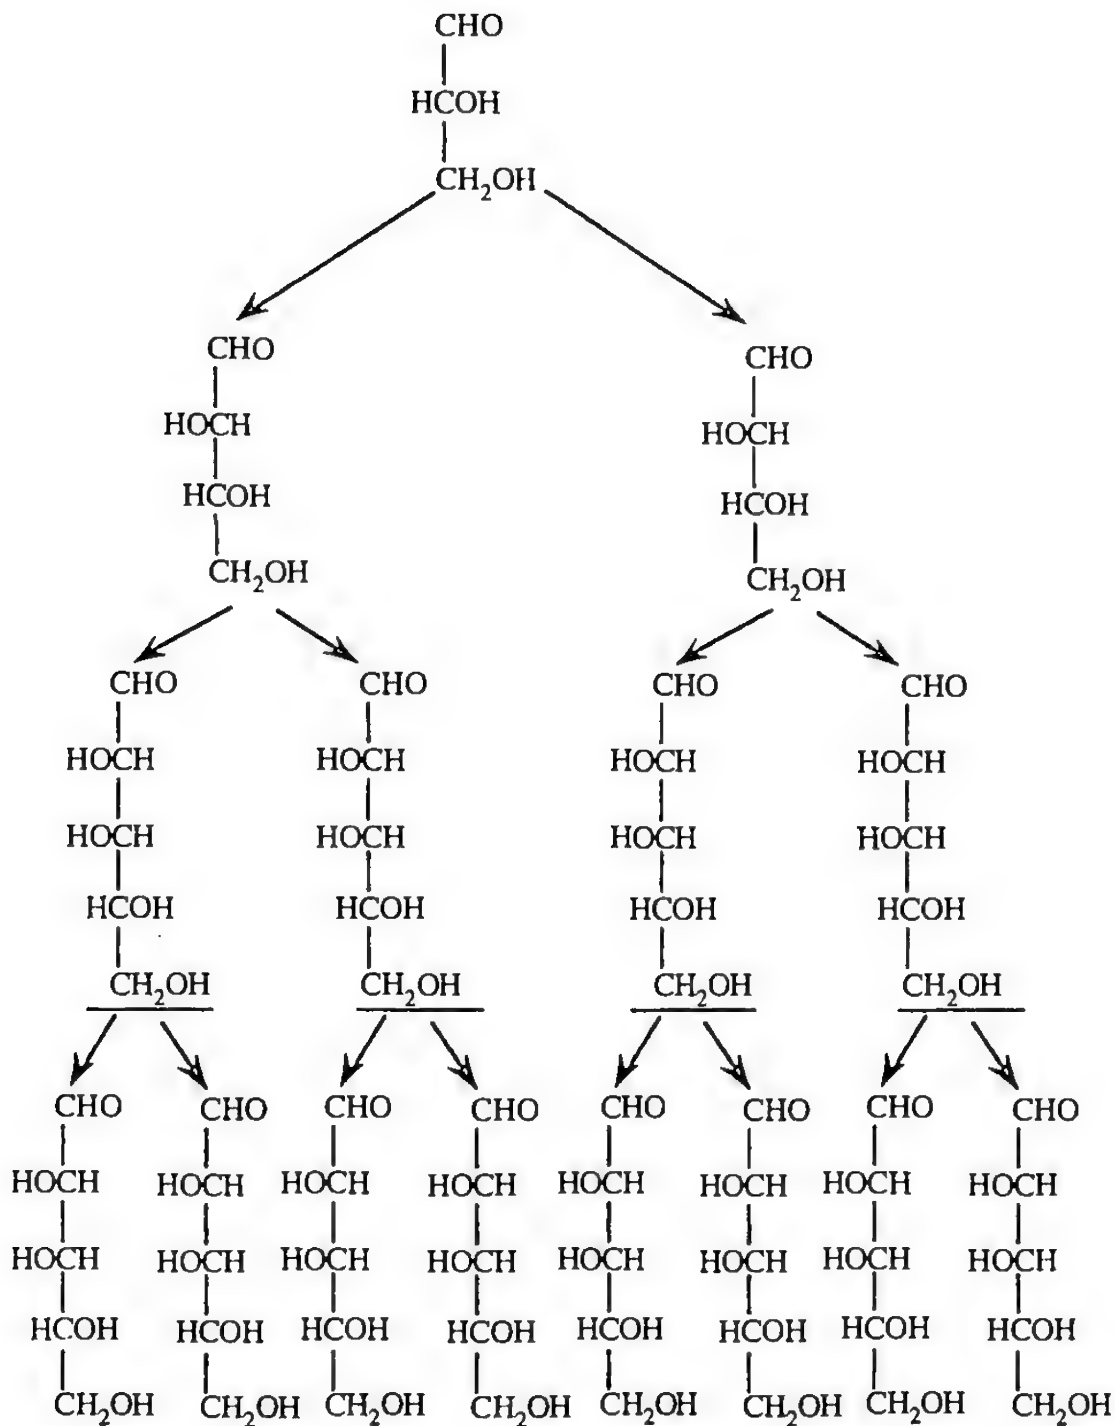 CHO
HCOH
CH₂OH
CHO CHO
HOCH HOCH
HCOH HCOH
CH₂OH CH₂OH
CHO CHO CHO CHO
HOCH HOCH HOCH HOCH
HOCH HOCH HOCH HOCH
HCOH HCOH HCOH HCOH
CH₂OH CH₂OH CH₂OH CH₂OH
CHO CHO CHO CHO CHO CHO CHO CHO
HOCH HOCH HOCH HOCH HOCH HOCH HOCH HOCH
HOCH HOCH HOCH HOCH HOCH HOCH HOCH HOCH
HCOH HCOH HCOH HCOH HCOH HCOH HCOH HCOH
CH₂OH CH₂OH CH₂OH CH₂OH CH₂OH CH₂OH CH₂OH CH₂OH